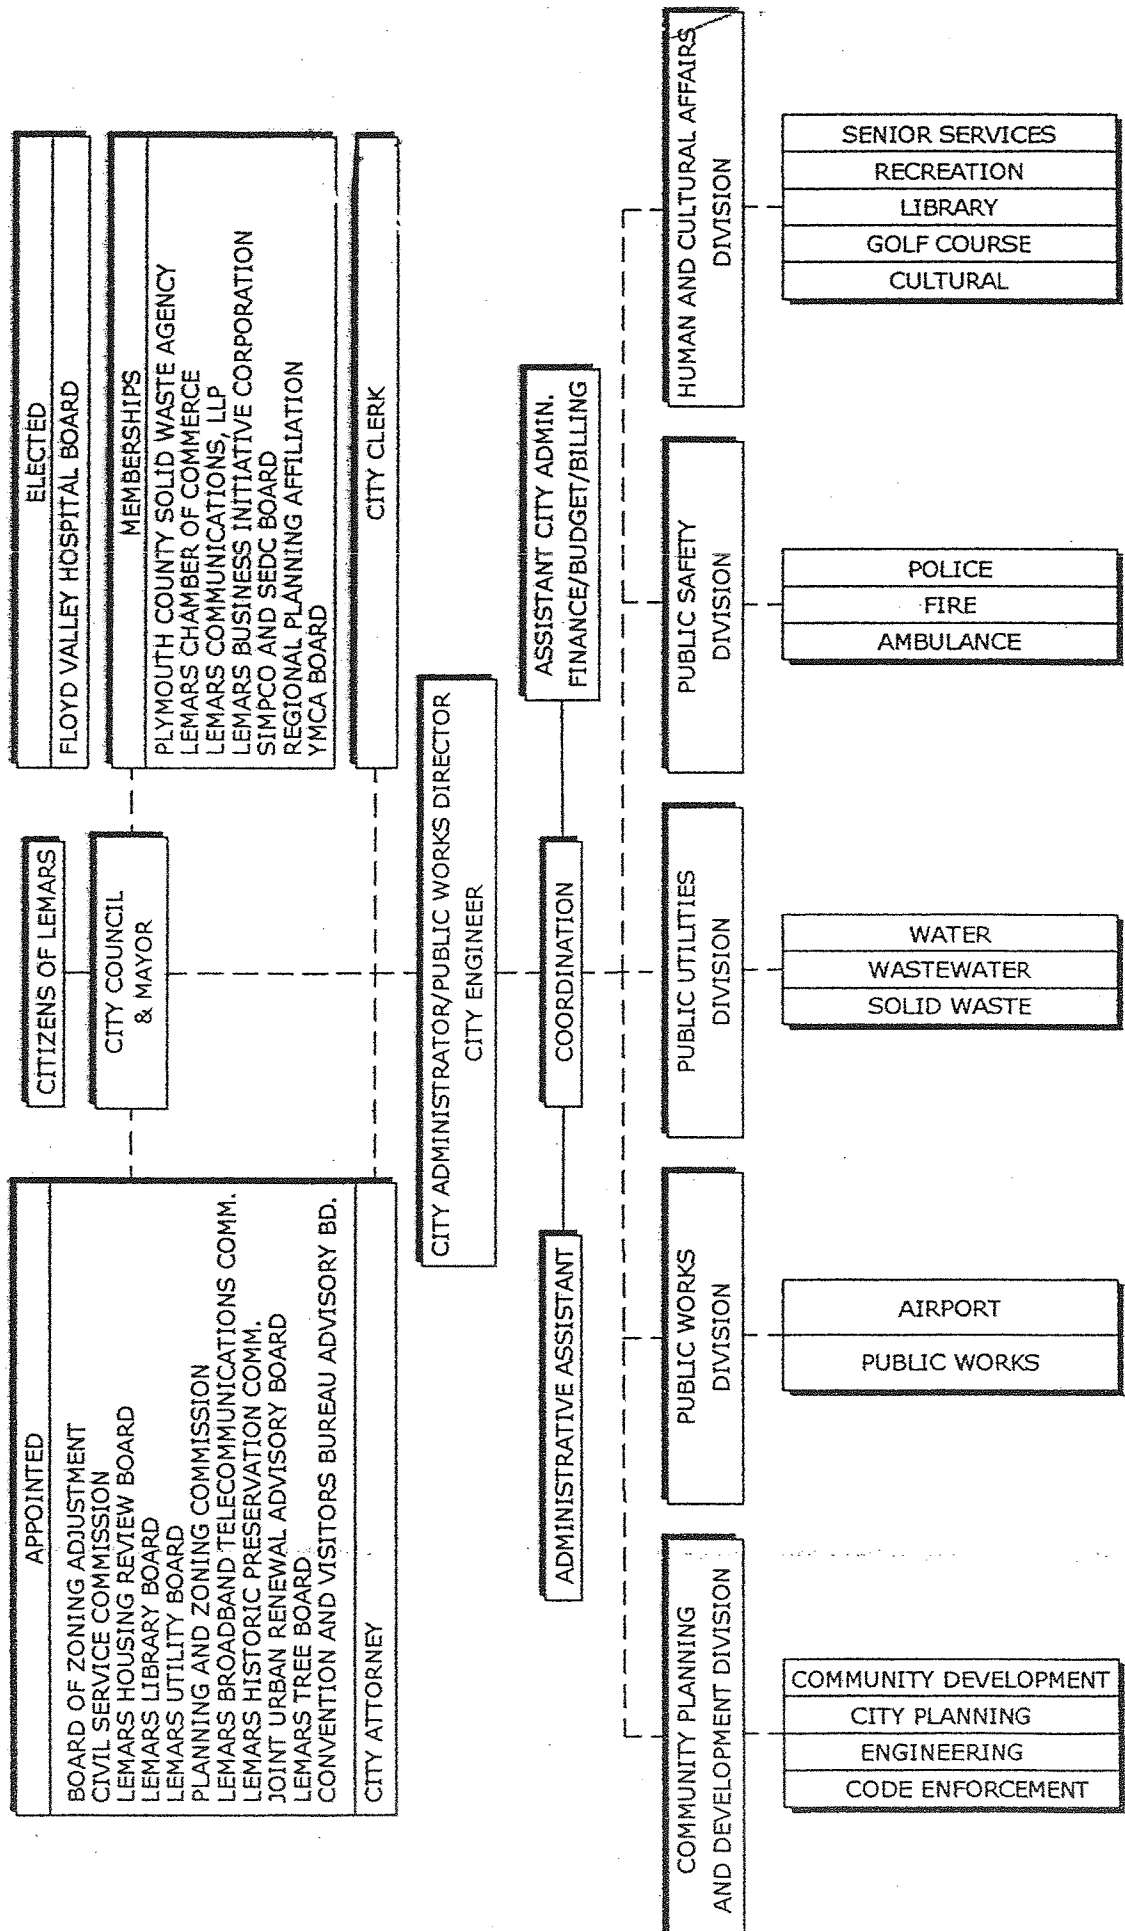 APPOINTED
BOARD OF ZONING ADJUSTMENT
CIVIL SERVICE COMMISSION
LEMARS HOUSING REVIEW BOARD
LEMARS LIBRARY BOARD
LEMARS UTILITY BOARD
PLANNING AND ZONING COMMISSION
LEMARS BROADBAND TELECOMMUNICATIONS COMM.
LEMARS HISTORIC PRESERVATION COMM.
JOINT URBAN RENEWAL ADVISORY BOARD
LEMARS TREE BOARD
CONVENTION AND VISITORS BUREAU ADVISORY BD.
CITY ATTORNEY
CITIZENS OF LEMARS
CITY COUNCIL
& MAYOR
ELECTED
FLOYD VALLEY HOSPITAL BOARD
MEMBERSHIPS
PLYMOUTH COUNTY SOLID WASTE AGENCY
LEMARS CHAMBER OF COMMERCE
LEMARS COMMUNICATIONS, LLP
LEMARS BUSINESS INITIATIVE CORPORATION
SIMPCO AND SEDC BOARD
REGIONAL PLANNING AFFILIATION
YMCA BOARD
CITY CLERK
CITY ADMINISTRATOR/PUBLIC WORKS DIRECTOR
CITY ENGINEER
ADMINISTRATIVE ASSISTANT
COORDINATION
ASSISTANT CITY ADMIN.
FINANCE/BUDGET/BILLING
COMMUNITY PLANNING
AND DEVELOPMENT DIVISION
PUBLIC WORKS
DIVISION
PUBLIC UTILITIES
DIVISION
PUBLIC SAFETY
DIVISION
HUMAN AND CULTURAL AFFAIRS
DIVISION
COMMUNITY DEVELOPMENT
CITY PLANNING
ENGINEERING
CODE ENFORCEMENT
AIRPORT
PUBLIC WORKS
WATER
WASTEWATER
SOLID WASTE
POLICE
FIRE
AMBULANCE
SENIOR SERVICES
RECREATION
LIBRARY
GOLF COURSE
CULTURAL